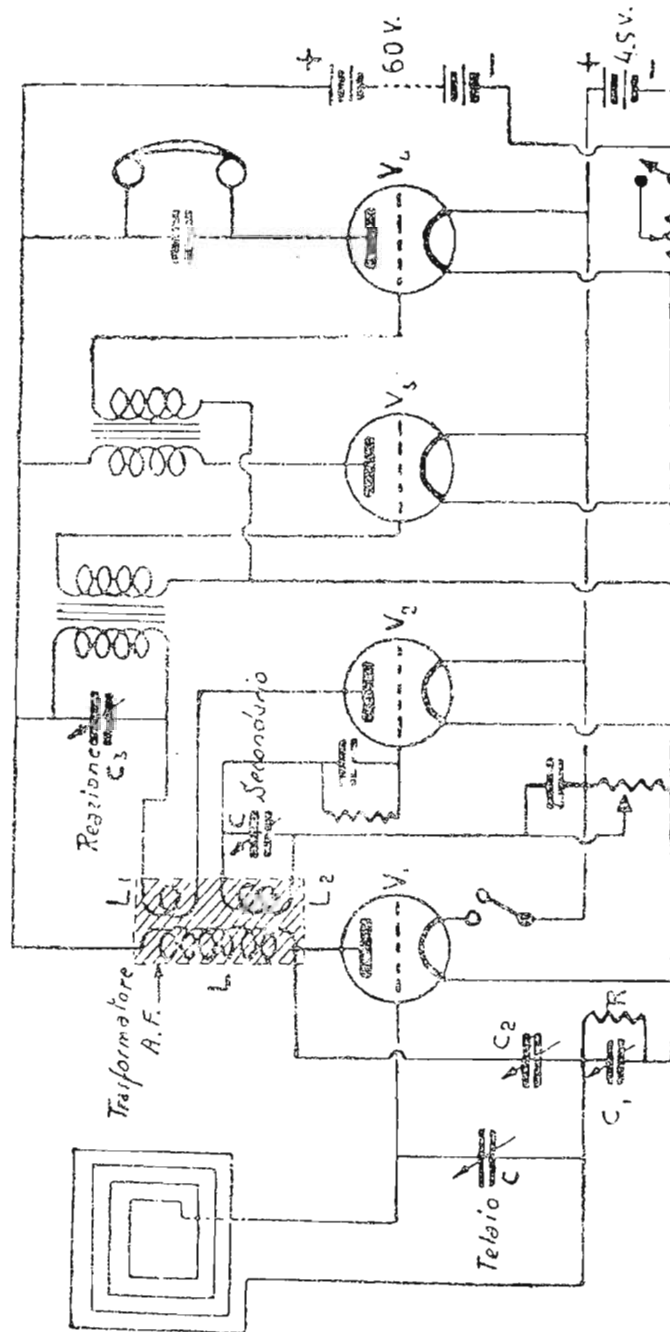 Trasformatore
A.F.
L
L1
L2
Reazione
C3
C
Secondario
V1
V2
V3
V4
+
60 V.
-
+
4.5 V.
-
Telaio
C
C2
C1
R